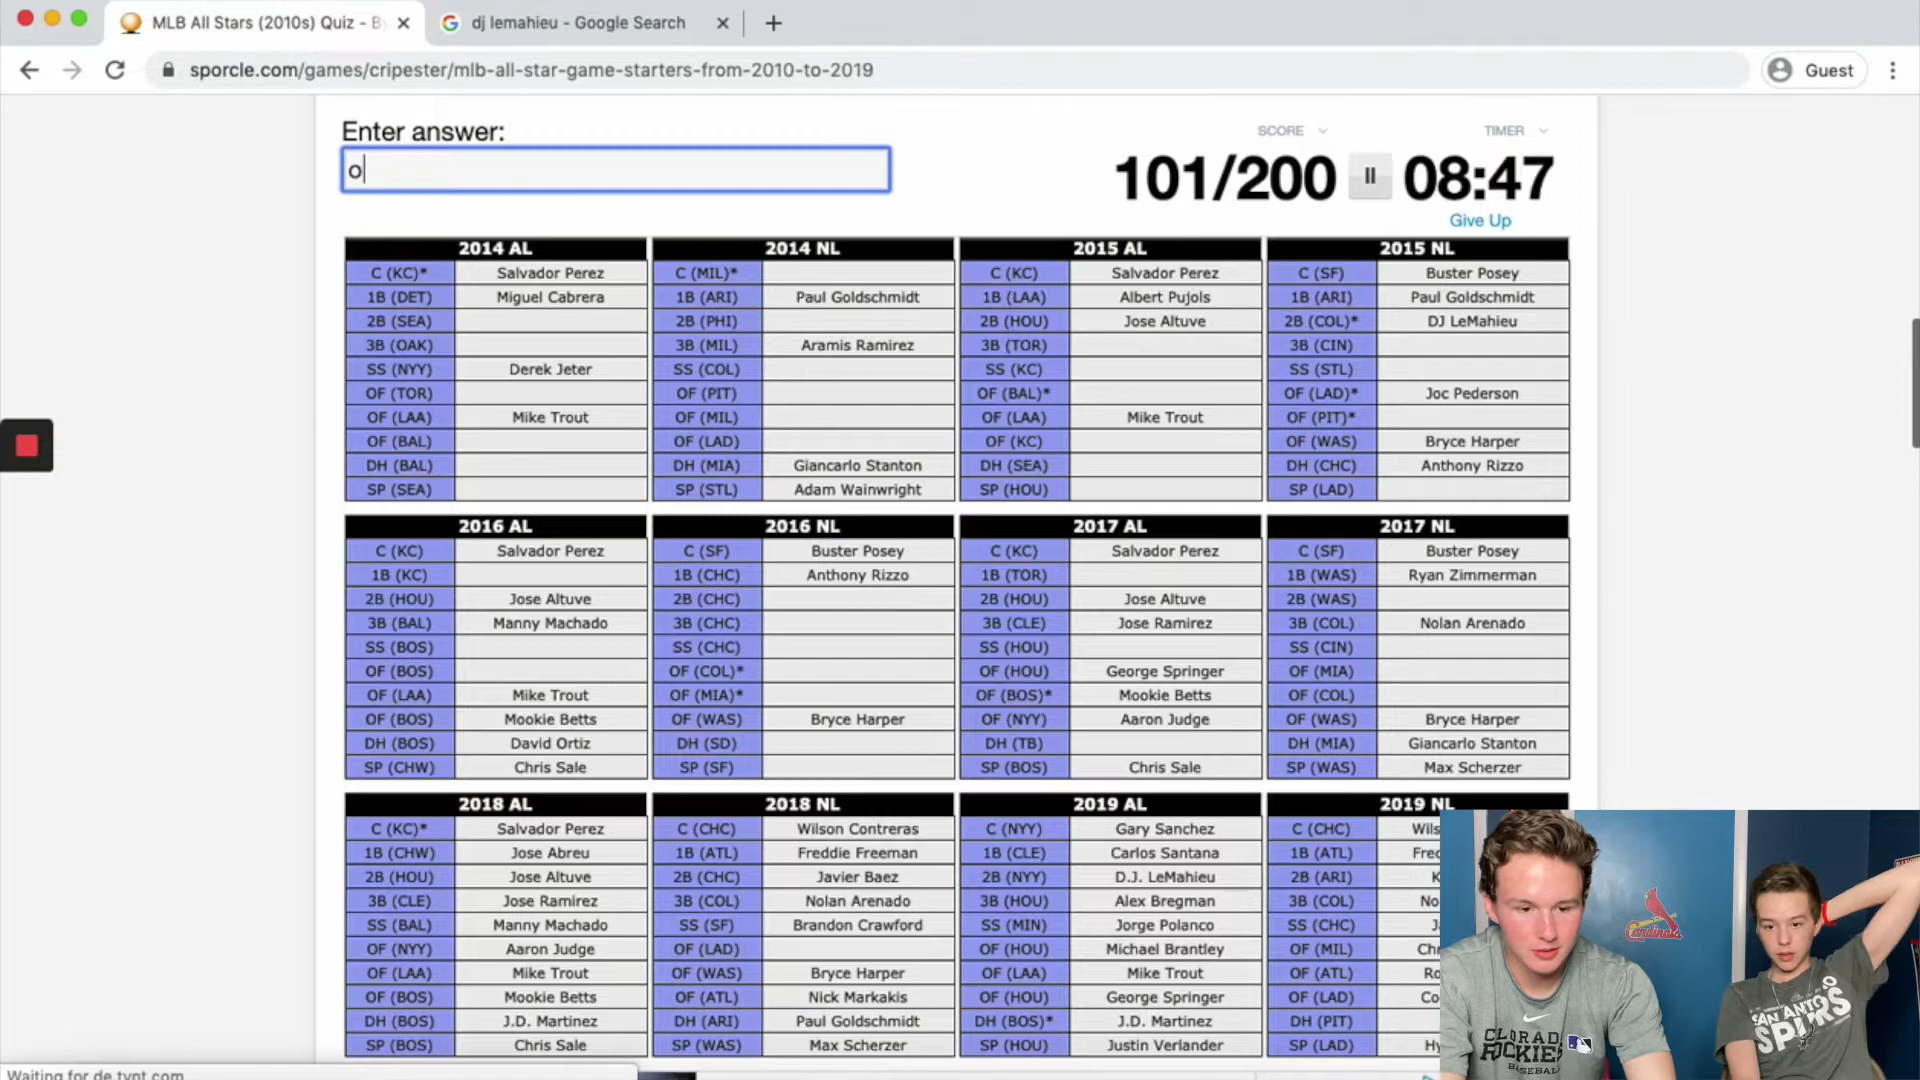 MLB All Stars (2010s) Quiz - B
dj lemahieu - Google Search
sporcle.com/games/cripester/mlb-all-star-game-starters-from-2010-to-2019
Guest
Enter answer:
o
SCORE
TIMER
101/200
08:47
Give Up
2014 AL
C (KC)* Salvador Perez
1B (DET) Miguel Cabrera
2B (SEA)
3B (OAK)
SS (NYY) Derek Jeter
OF (TOR)
OF (LAA) Mike Trout
OF (BAL)
DH (BAL)
SP (SEA)
2014 NL
C (MIL)*
1B (ARI) Paul Goldschmidt
2B (PHI)
3B (MIL) Aramis Ramirez
SS (COL)
OF (PIT)
OF (MIL)
OF (LAD)
DH (MIA) Giancarlo Stanton
SP (STL) Adam Wainwright
2015 AL
C (KC) Salvador Perez
1B (LAA) Albert Pujols
2B (HOU) Jose Altuve
3B (TOR)
SS (KC)
OF (BAL)*
OF (LAA) Mike Trout
OF (KC)
DH (SEA)
SP (HOU)
2015 NL
C (SF) Buster Posey
1B (ARI) Paul Goldschmidt
2B (COL)* DJ LeMahieu
3B (CIN)
SS (STL)
OF (LAD)* Joc Pederson
OF (PIT)*
OF (WAS) Bryce Harper
DH (CHC) Anthony Rizzo
SP (LAD)
2016 AL
C (KC) Salvador Perez
1B (KC)
2B (HOU) Jose Altuve
3B (BAL) Manny Machado
SS (BOS)
OF (BOS)
OF (LAA) Mike Trout
OF (BOS) Mookie Betts
DH (BOS) David Ortiz
SP (CHW) Chris Sale
2016 NL
C (SF) Buster Posey
1B (CHC) Anthony Rizzo
2B (CHC)
3B (CHC)
SS (CHC)
OF (COL)*
OF (MIA)*
OF (WAS) Bryce Harper
DH (SD)
SP (SF)
2017 AL
C (KC) Salvador Perez
1B (TOR)
2B (HOU) Jose Altuve
3B (CLE) Jose Ramirez
SS (HOU)
OF (HOU) George Springer
OF (BOS)* Mookie Betts
OF (NYY) Aaron Judge
DH (TB)
SP (BOS) Chris Sale
2017 NL
C (SF) Buster Posey
1B (WAS) Ryan Zimmerman
2B (WAS)
3B (COL) Nolan Arenado
SS (CIN)
OF (MIA)
OF (COL)
OF (WAS) Bryce Harper
DH (MIA) Giancarlo Stanton
SP (WAS) Max Scherzer
2018 AL
C (KC)* Salvador Perez
1B (CHW) Jose Abreu
2B (HOU) Jose Altuve
3B (CLE) Jose Ramirez
SS (BAL) Manny Machado
OF (NYY) Aaron Judge
OF (LAA) Mike Trout
OF (BOS) Mookie Betts
DH (BOS) J.D. Martinez
SP (BOS) Chris Sale
2018 NL
C (CHC) Wilson Contreras
1B (ATL) Freddie Freeman
2B (CHC) Javier Baez
3B (COL) Nolan Arenado
SS (SF) Brandon Crawford
OF (LAD)
OF (WAS) Bryce Harper
OF (ATL) Nick Markakis
DH (ARI) Paul Goldschmidt
SP (WAS) Max Scherzer
2019 AL
C (NYY) Gary Sanchez
1B (CLE) Carlos Santana
2B (NYY) D.J. LeMahieu
3B (HOU) Alex Bregman
SS (MIN) Jorge Polanco
OF (HOU) Michael Brantley
OF (LAA) Mike Trout
OF (HOU) George Springer
DH (BOS)* J.D. Martinez
SP (HOU) Justin Verlander
2019 NL
C (CHC) Wils
1B (ATL) Fred
2B (ARI) K
3B (COL) No
SS (CHC) J
OF (MIL) Chr
OF (ATL) Ro
OF (LAD) Co
DH (PIT)
SP (LAD) Hy
Waiting for de.tynt.com
Cardinals
COLORADO
ROCKIES
BASEBALL
SAN ANTONIO
SPURS